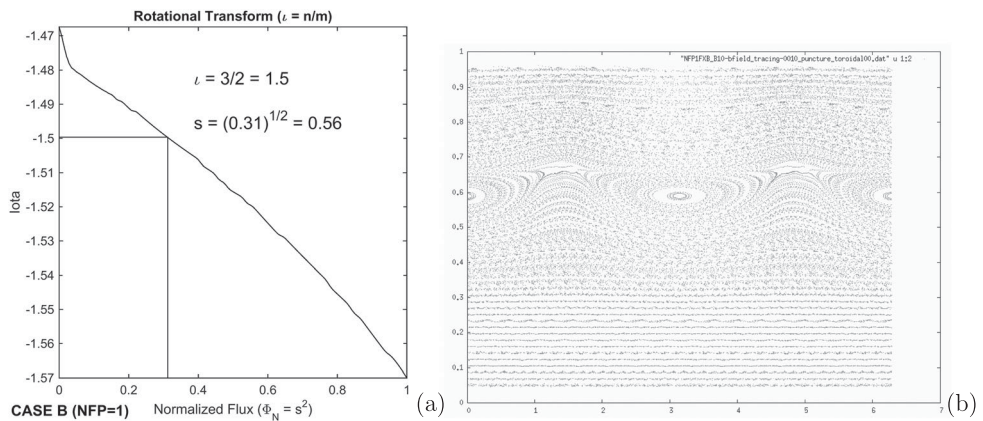 Rotational Transform (ι = n/m)
-1.47
-1.48
-1.49
-1.5
-1.51
-1.52
-1.53
-1.54
-1.55
-1.56
-1.57
Iota
ι = 3/2 = 1.5
s = (0.31)^{1/2} = 0.56
0 0.2 0.4 0.6 0.8 1
CASE B (NFP=1) Normalized Flux (Φ_N = s²)
(a)
"NFP1FXB_B10-bfield_tracing-0010_puncture_toroidal00.dat" u 1:2
1
0.9
0.8
0.7
0.6
0.5
0.4
0.3
0.2
0.1
0
0 1 2 3 4 5 6 7
(b)